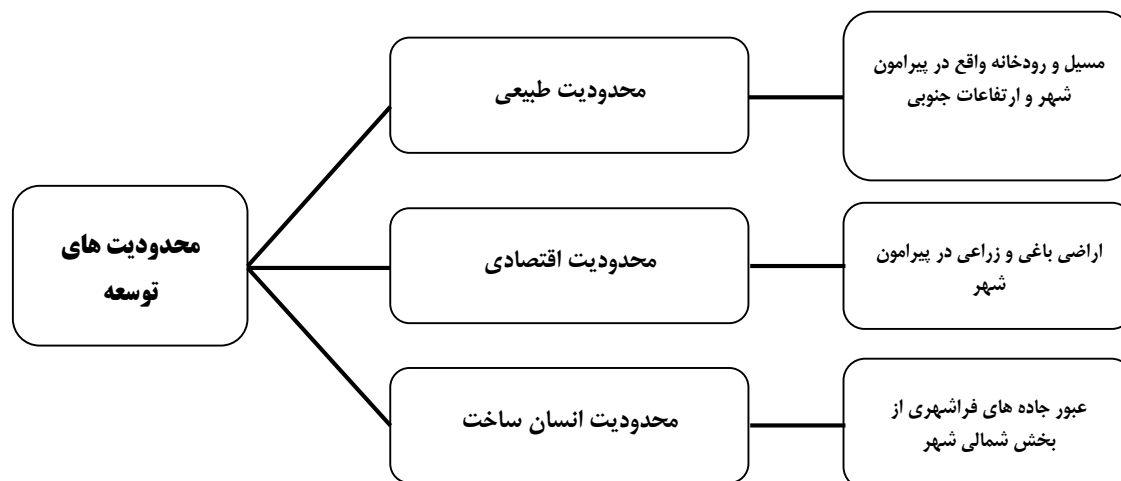 محدودیت های
توسعه
محدودیت طبیعی
مسیل و رودخانه واقع در پیرامون
شهر و ارتفاعات جنوبی
محدودیت اقتصادی
اراضی باغی و زراعی در پیرامون
شهر
محدودیت انسان ساخت
عبور جاده های فراشهری از
بخش شمالی شهر